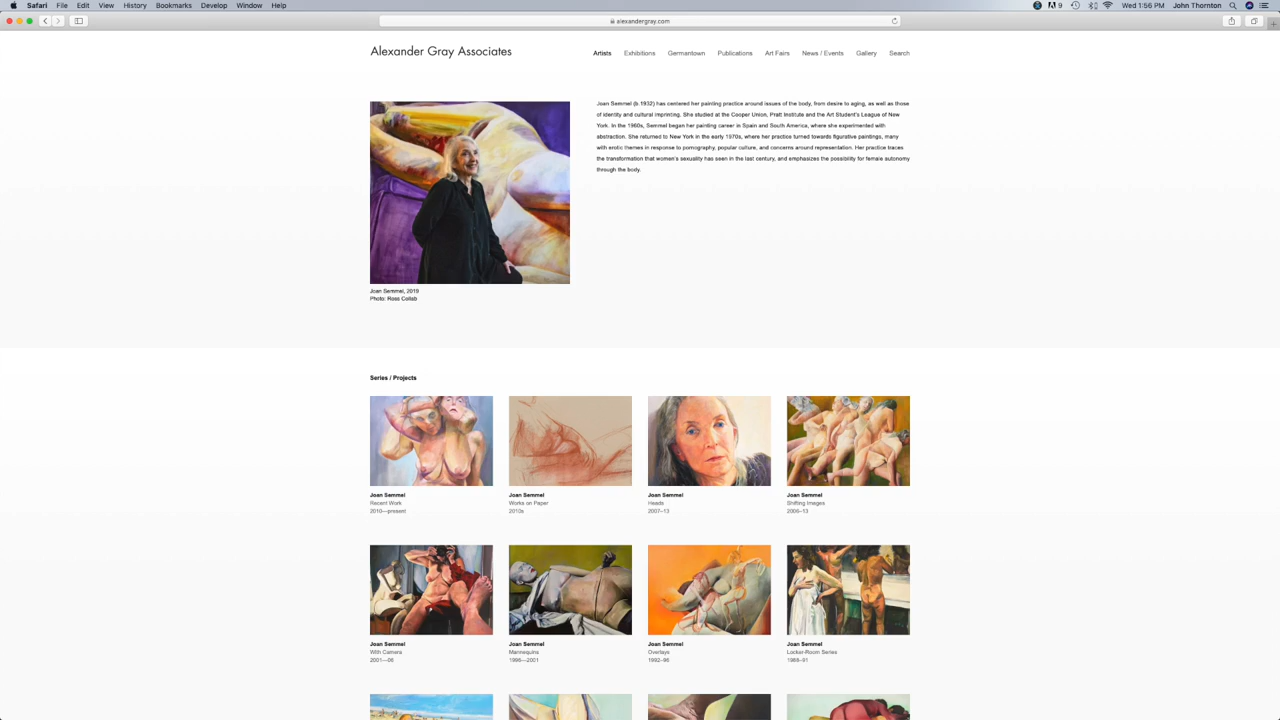 Safari File Edit View History Bookmarks Develop Window Help
9 Wed 1:56 PM John Thornton
alexandergray.com
Alexander Gray Associates
Artists Exhibitions Germantown Publications Art Fairs News / Events Gallery Search
Joan Semmel (b.1932) has centered her painting practice around issues of the body, from desire to aging, as well as those
of identity and cultural imprinting. She studied at the Cooper Union, Pratt Institute and the Art Student's League of New
York. In the 1960s, Semmel began her painting career in Spain and South America, where she experimented with
abstraction. She returned to New York in the early 1970s, where her practice turned towards figurative paintings, many
with erotic themes in response to pornography, popular culture, and concerns around representation. Her practice traces
the transformation that women's sexuality has seen in the last century, and emphasizes the possibility for female autonomy
through the body.
Joan Semmel, 2019
Photo: Ross Collab
Series / Projects
Joan Semmel
Recent Work
2010—present
Joan Semmel
Works on Paper
2010s
Joan Semmel
Heads
2007–13
Joan Semmel
Shifting Images
2006–13
Joan Semmel
With Camera
2001—06
Joan Semmel
Mannequins
1996—2001
Joan Semmel
Overlays
1992–96
Joan Semmel
Locker-Room Series
1988–91